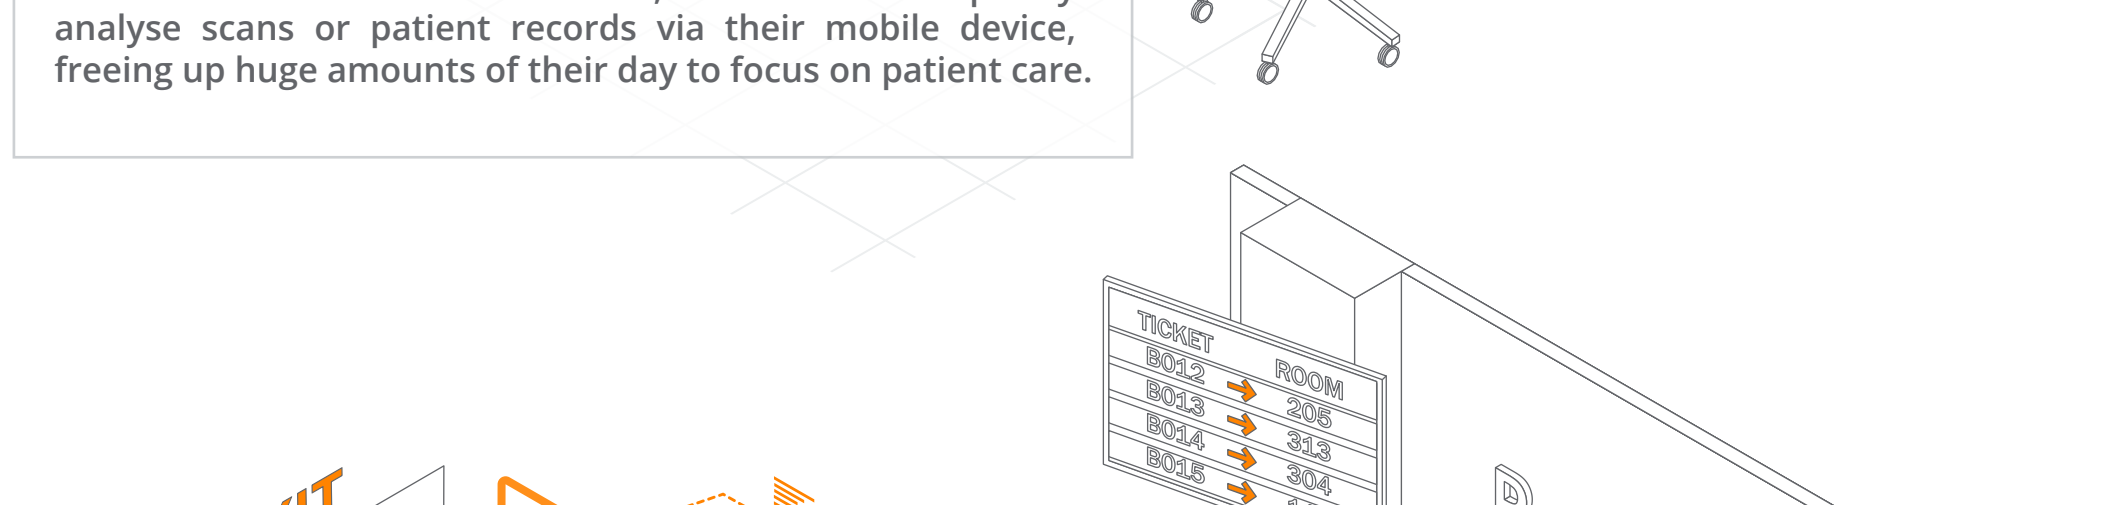 analyse scans or patient records via their mobile device,
freeing up huge amounts of their day to focus on patient care.
TICKET ROOM
B012 205
B013 313
B014 304
B015